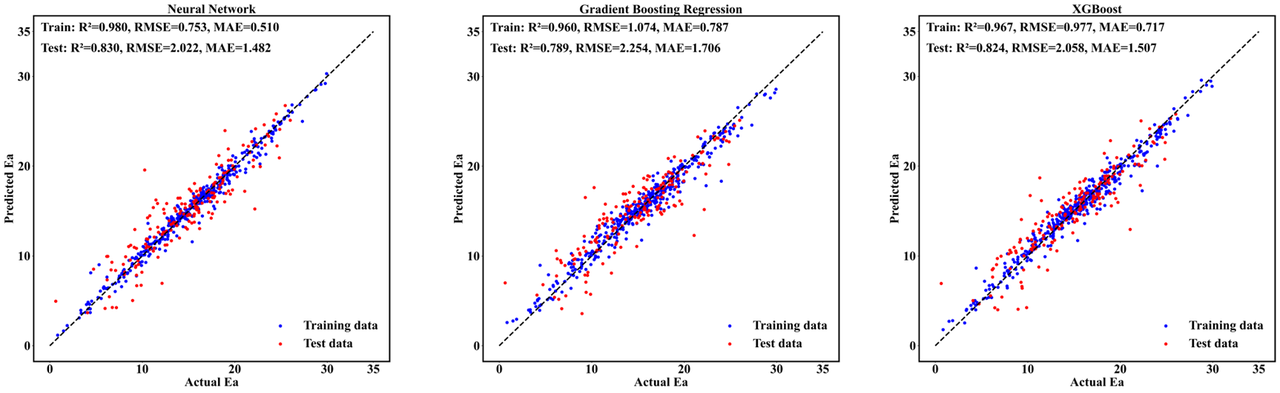 Neural Network
Train: R²=0.980, RMSE=0.753, MAE=0.510
Test: R²=0.830, RMSE=2.022, MAE=1.482
35
30
20
10
0
Predicted Ea
0
10
20
30
35
Actual Ea
Training data
Test data
Gradient Boosting Regression
Train: R²=0.960, RMSE=1.074, MAE=0.787
Test: R²=0.789, RMSE=2.254, MAE=1.706
35
30
20
10
0
Predicted Ea
0
10
20
30
35
Actual Ea
Training data
Test data
XGBoost
Train: R²=0.967, RMSE=0.977, MAE=0.717
Test: R²=0.824, RMSE=2.058, MAE=1.507
35
30
20
10
0
Predicted Ea
0
10
20
30
35
Actual Ea
Training data
Test data